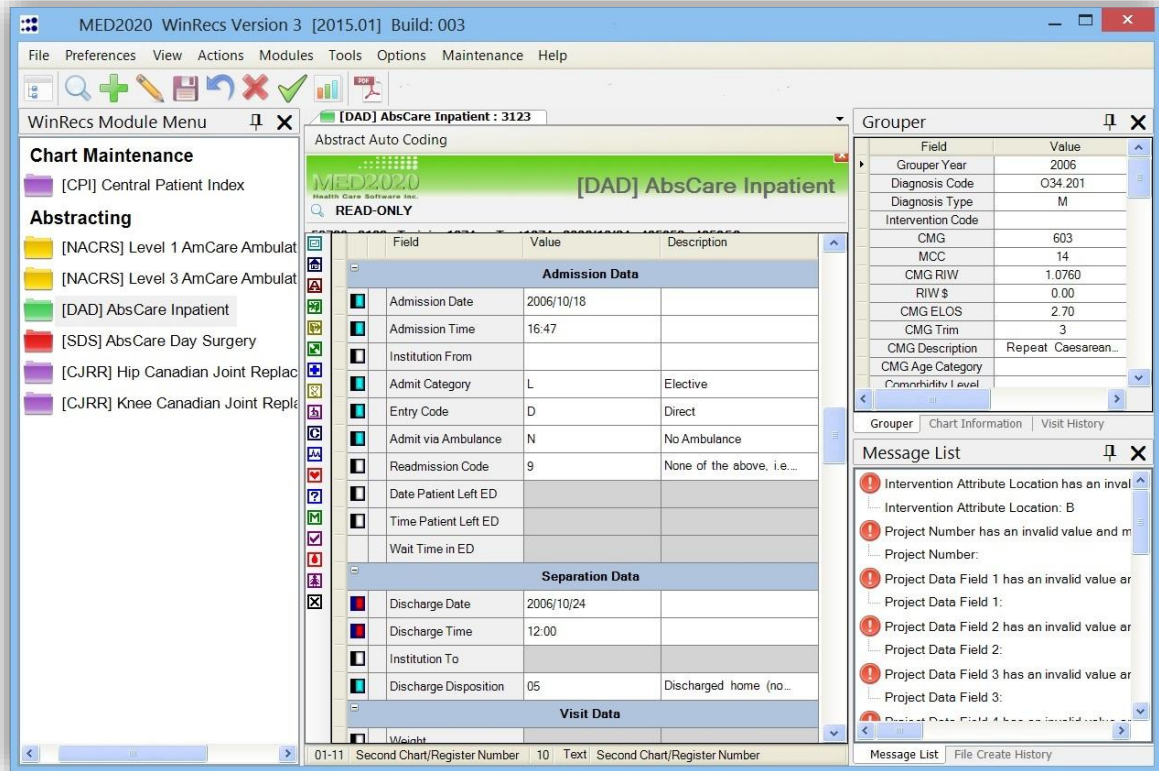 MED2020 WinRecs Version 3 [2015.01] Build: 003
File Preferences View Actions Modules Tools Options Maintenance Help
PDF
WinRecs Module Menu
Chart Maintenance
[CPI] Central Patient Index
Abstracting
[NACRS] Level 1 AmCare Ambulat
[NACRS] Level 3 AmCare Ambulat
[DAD] AbsCare Inpatient
[SDS] AbsCare Day Surgery
[CJRR] Hip Canadian Joint Replac
[CJRR] Knee Canadian Joint Repla
[DAD] AbsCare Inpatient : 3123
Abstract Auto Coding
MED2020
Health Care Software Inc.
[DAD] AbsCare Inpatient
READ-ONLY
Field Value Description
Admission Data
Admission Date 2006/10/18
Admission Time 16:47
Institution From
Admit Category L Elective
Entry Code D Direct
Admit via Ambulance N No Ambulance
Readmission Code 9 None of the above, i.e...
Date Patient Left ED
Time Patient Left ED
Wait Time in ED
Separation Data
Discharge Date 2006/10/24
Discharge Time 12:00
Institution To
Discharge Disposition 05 Discharged home (no...
Visit Data
Weight
01-11 Second Chart/Register Number 10 Text Second Chart/Register Number
Grouper
Field Value
Grouper Year 2006
Diagnosis Code O34.201
Diagnosis Type M
Intervention Code
CMG 603
MCC 14
CMG RIW 1.0760
RIW $ 0.00
CMG ELOS 2.70
CMG Trim 3
CMG Description Repeat Caesarean...
CMG Age Category
Comorbidity Level
Grouper Chart Information Visit History
Message List
Intervention Attribute Location has an inval
Intervention Attribute Location: B
Project Number has an invalid value and m
Project Number:
Project Data Field 1 has an invalid value ar
Project Data Field 1:
Project Data Field 2 has an invalid value ar
Project Data Field 2:
Project Data Field 3 has an invalid value ar
Project Data Field 3:
Project Data Field 4 has an invalid value ar
Message List File Create History